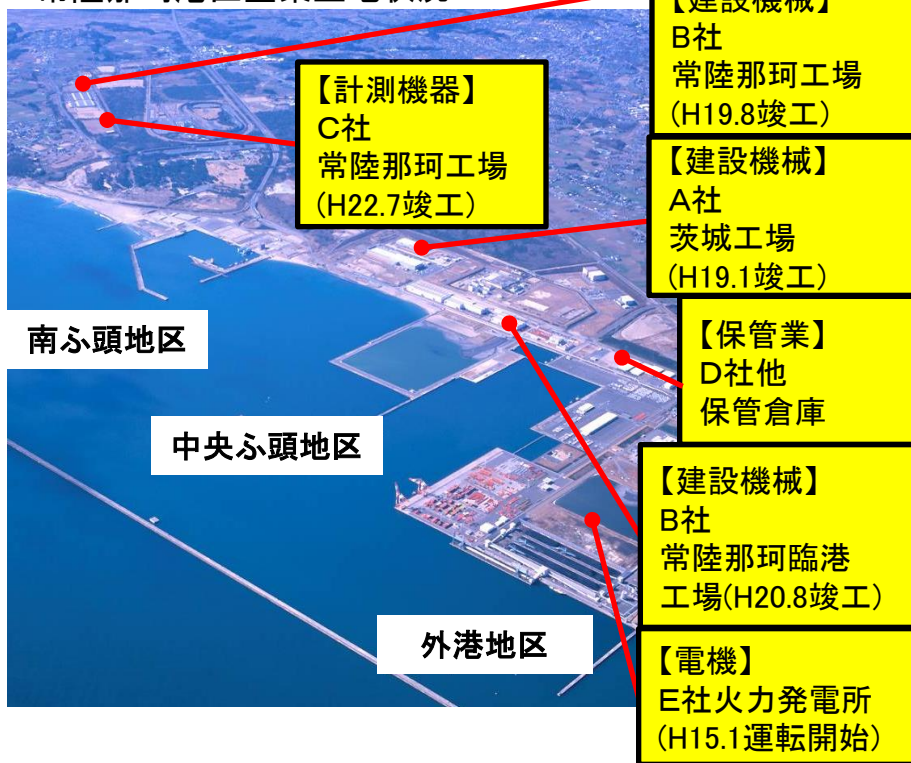 【建設機械】
B社
常陸那珂工場
(H19.8竣工)
【計測機器】
C社
常陸那珂工場
(H22.7竣工)
【建設機械】
A社
茨城工場
(H19.1竣工)
【保管業】
D社他
保管倉庫
南ふ頭地区
中央ふ頭地区
外港地区
【建設機械】
B社
常陸那珂臨港
工場(H20.8竣工)
【電機】
E社火力発電所
(H15.1運転開始)